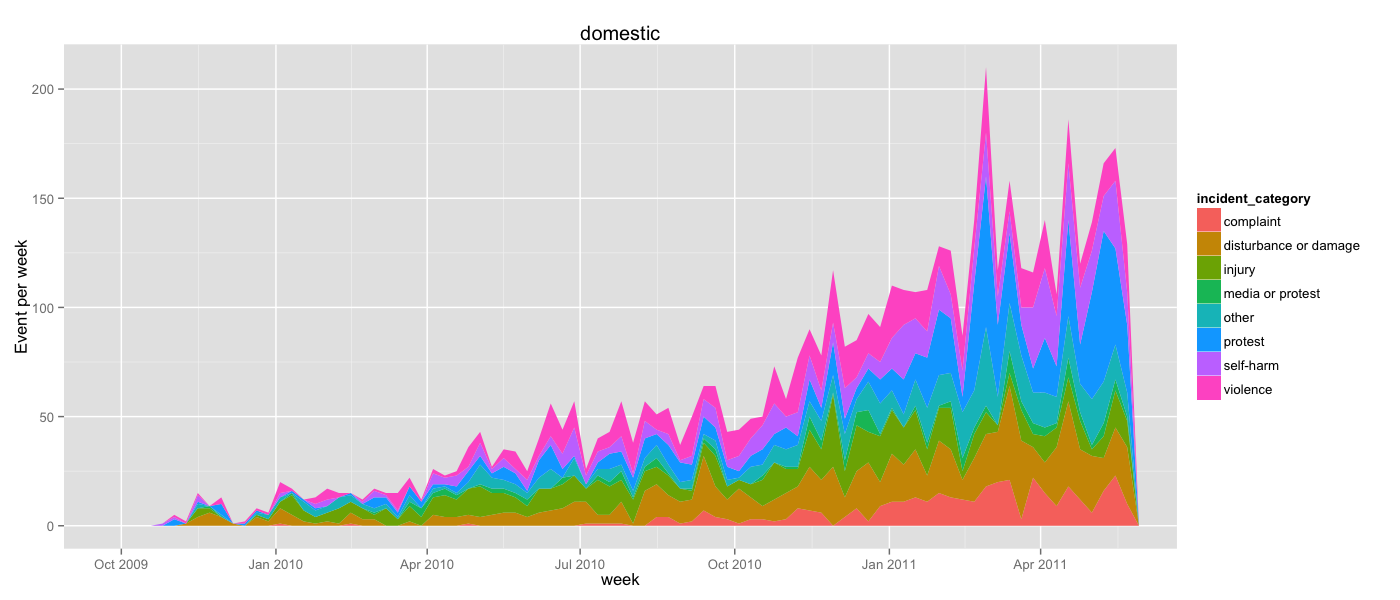 domestic
Event per week
200
150
100
50
0
Oct 2009
Jan 2010
Apr 2010
Jul 2010
Oct 2010
Jan 2011
Apr 2011
week
incident_category
complaint
disturbance or damage
injury
media or protest
other
protest
self-harm
violence